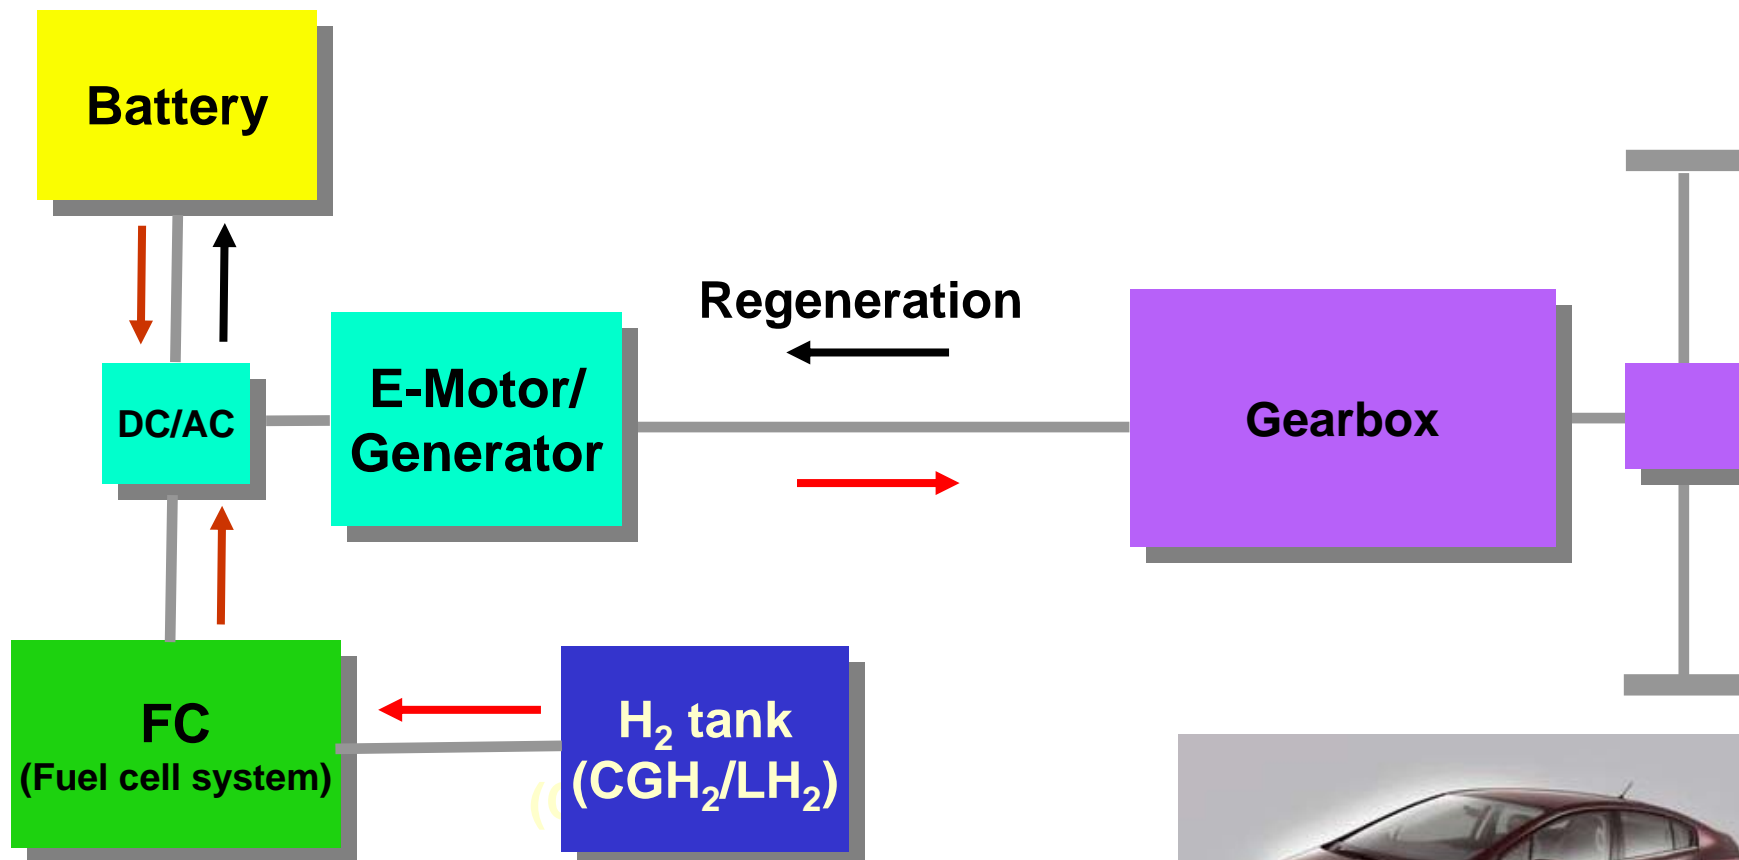 Battery
Regeneration
E-Motor/
Generator
DC/AC
Gearbox
FC
(Fuel cell system)
H₂ tank
(CGH₂/LH₂)